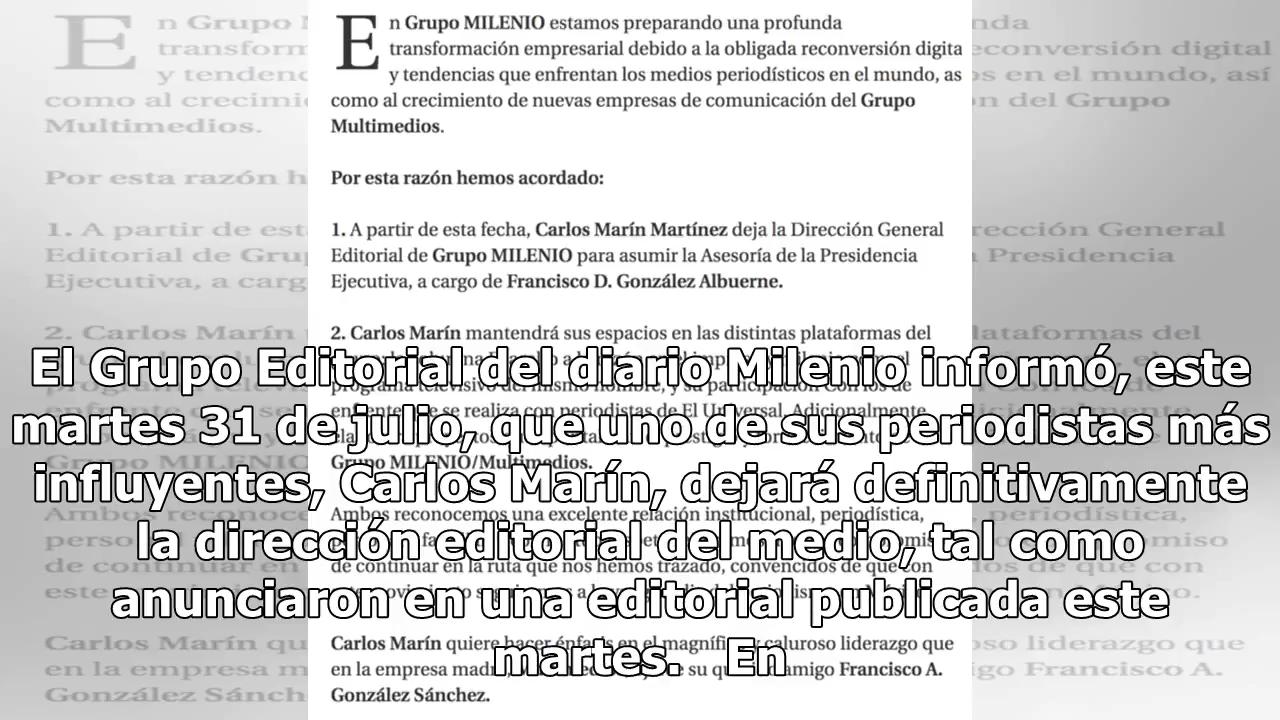 En Grupo MILENIO estamos preparando una profunda
transformación empresarial debido a la obligada reconversión digita
y tendencias que enfrentan los medios periodísticos en el mundo, as
como al crecimiento de nuevas empresas de comunicación del Grupo
Multimedios.
Por esta razón hemos acordado:
1. A partir de esta fecha, Carlos Marín Martínez deja la Dirección General
Editorial de Grupo MILENIO para asumir la Asesoría de la Presidencia
Ejecutiva, a cargo de Francisco D. González Albuerne.
2. Carlos Marín mantendrá sus espacios en las distintas plataformas del
Grupo MILENIO/Multimedios.
Ambos reconocemos una excelente relación institucional, periodística,
de continuar en la ruta que nos hemos trazado, convencidos de que con
Carlos Marín quiere hacer énfasis en el
caluroso liderazgo que
en la empresa
amigo Francisco A.
González Sánchez.
El Grupo Editorial del diario Milenio informó, este
martes 31 de julio, que uno de sus periodistas más
influyentes, Carlos Marín, dejará definitivamente
la dirección editorial del medio, tal como
anunciaron en una editorial publicada este
martes. En